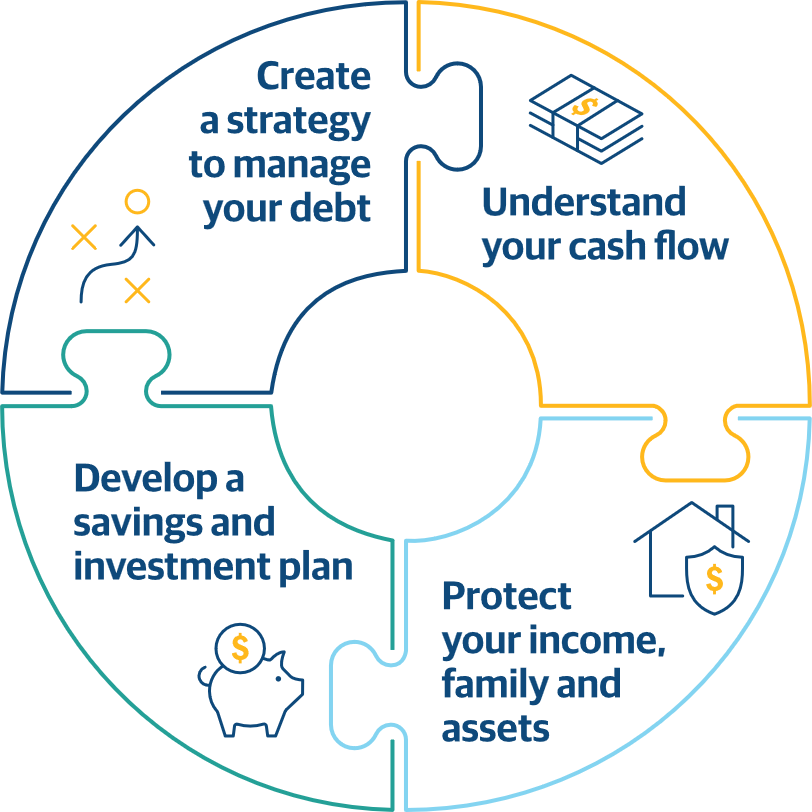 Create
a strategy
to manage
your debt
$
Understand
your cash flow
Develop a
savings and
investment plan
$
Protect
your income,
family and
assets
$